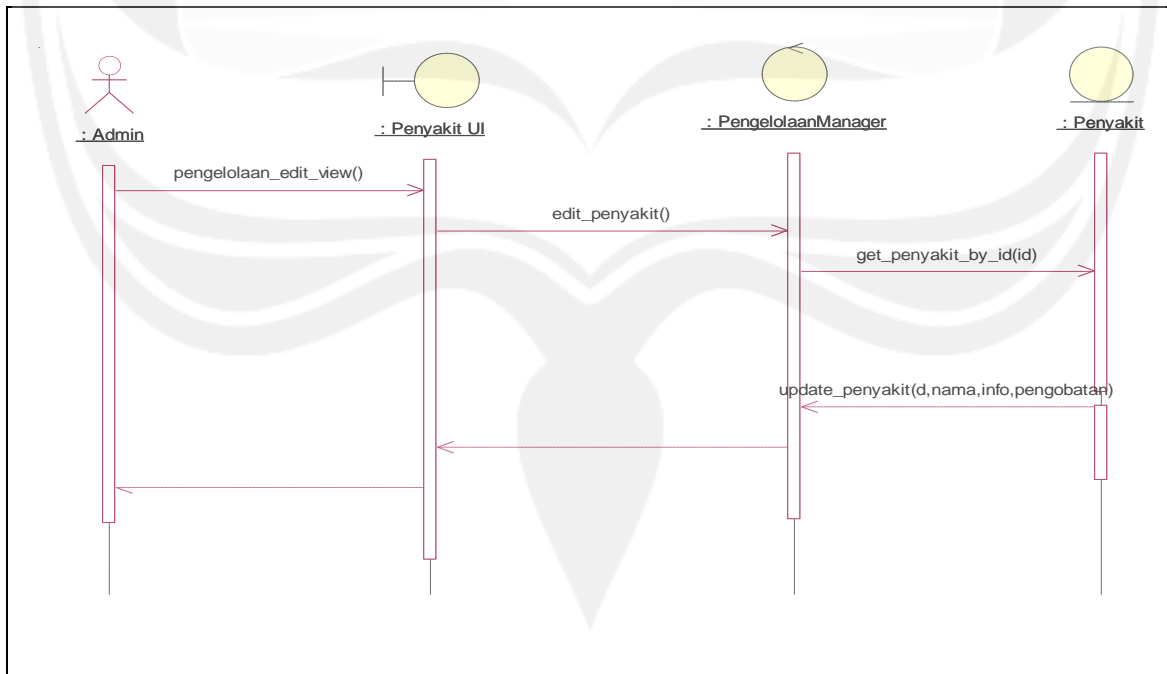 : Admin
: Penyakit UI
: PengelolaanManager
: Penyakit
pengelolaan_edit_view()
edit_penyakit()
get_penyakit_by_id(id)
update_penyakit(d,nama,info,pengobatan)